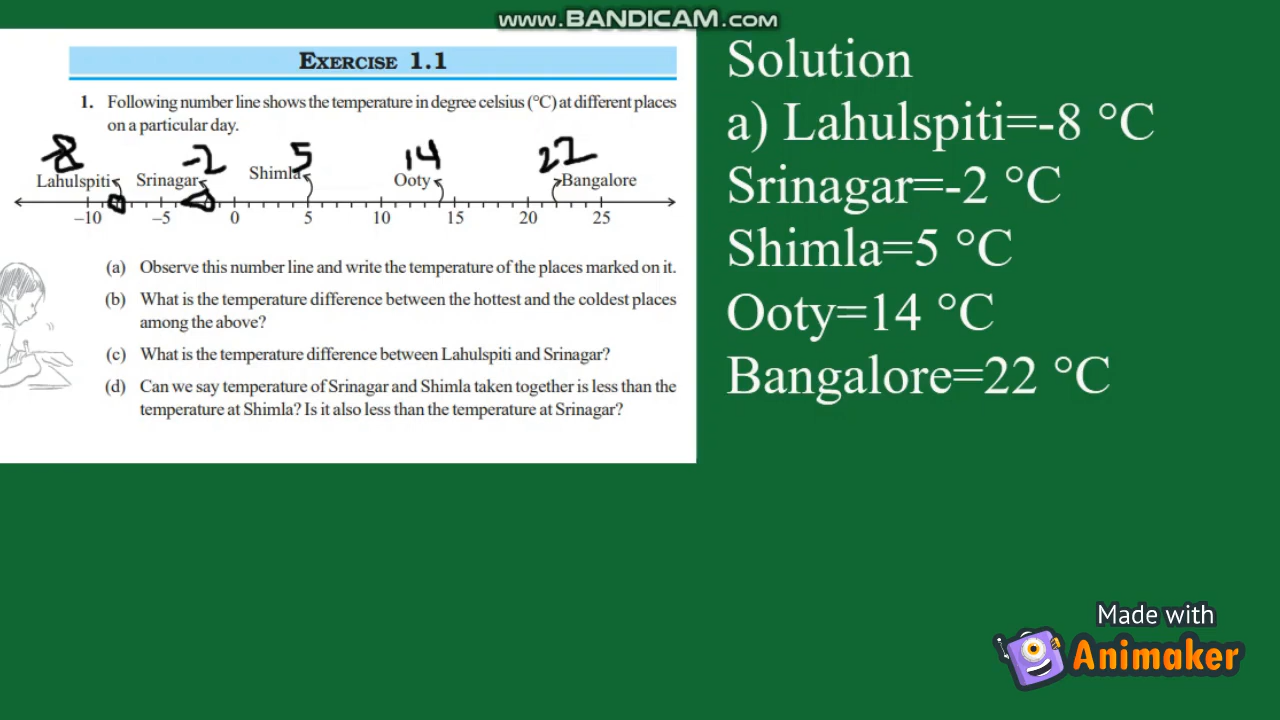 www.BANDICAM.com
EXERCISE 1.1
1. Following number line shows the temperature in degree celsius (°C) at different places
on a particular day.
-8 -2 5 14 22
Lahulspiti Srinagar Shimla Ooty Bangalore
–10 –5 0 5 10 15 20 25
(a) Observe this number line and write the temperature of the places marked on it.
(b) What is the temperature difference between the hottest and the coldest places
among the above?
(c) What is the temperature difference between Lahulspiti and Srinagar?
(d) Can we say temperature of Srinagar and Shimla taken together is less than the
temperature at Shimla? Is it also less than the temperature at Srinagar?
Solution
a) Lahulspiti=-8 °C
Srinagar=-2 °C
Shimla=5 °C
Ooty=14 °C
Bangalore=22 °C
Made with
Animaker